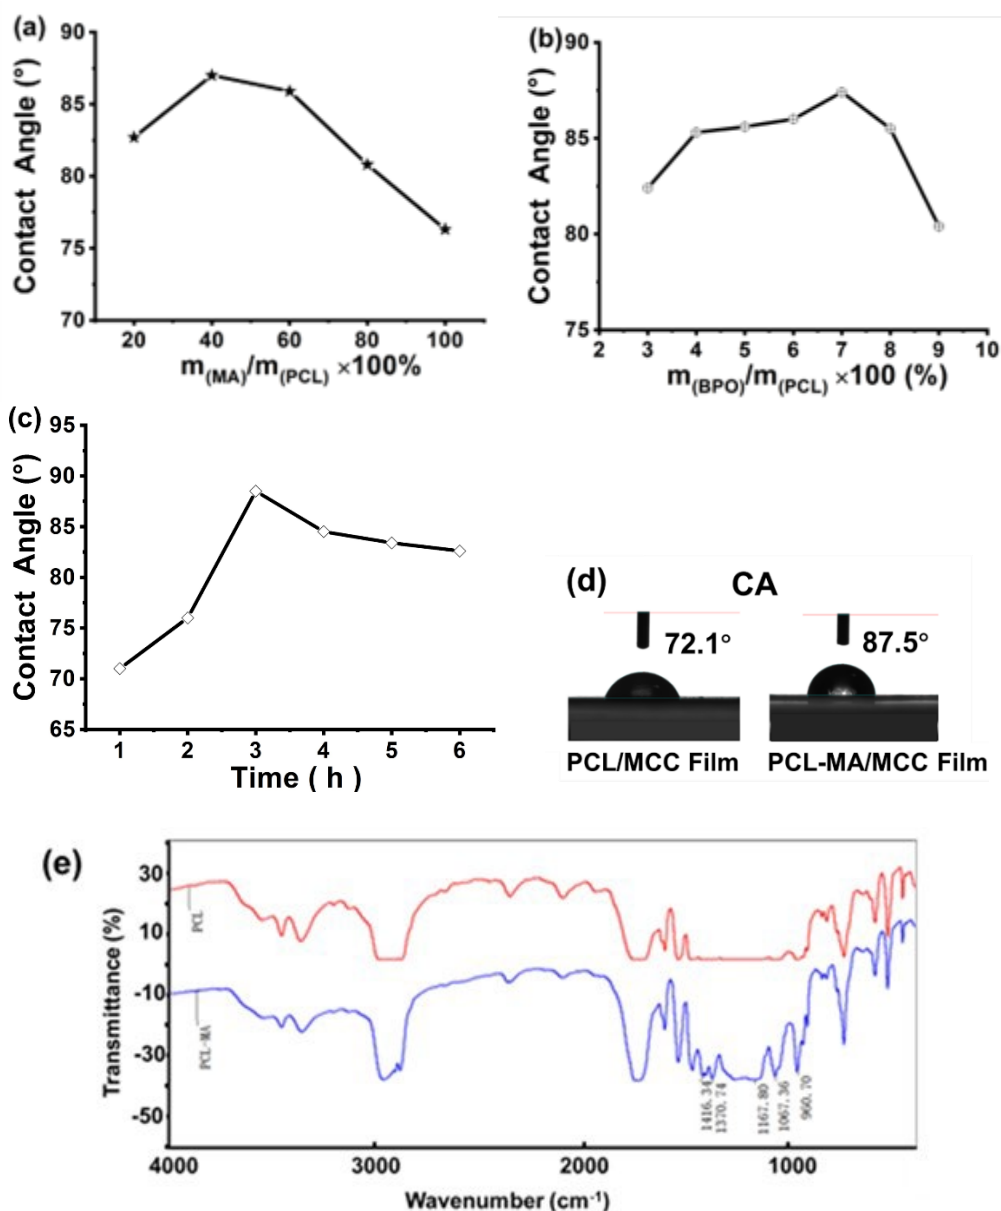 (a)
90
85
80
75
70
Contact Angle (°)
20 40 60 80 100
m(MA)/m(PCL) ×100%
(b)
90
85
80
75
Contact Angle (°)
2 3 4 5 6 7 8 9 10
m(BPO)/m(PCL) ×100 (%)
(c)
95
90
85
80
75
70
65
Contact Angle (°)
1 2 3 4 5 6
Time ( h )
(d) CA
72.1° 87.5°
PCL/MCC Film PCL-MA/MCC Film
(e)
30
10
-10
-30
-50
Transmittance (%)
PCL
PCL-MA
1416.34
1370.74
1167.80
1067.36
960.70
4000 3000 2000 1000
Wavenumber (cm⁻¹)